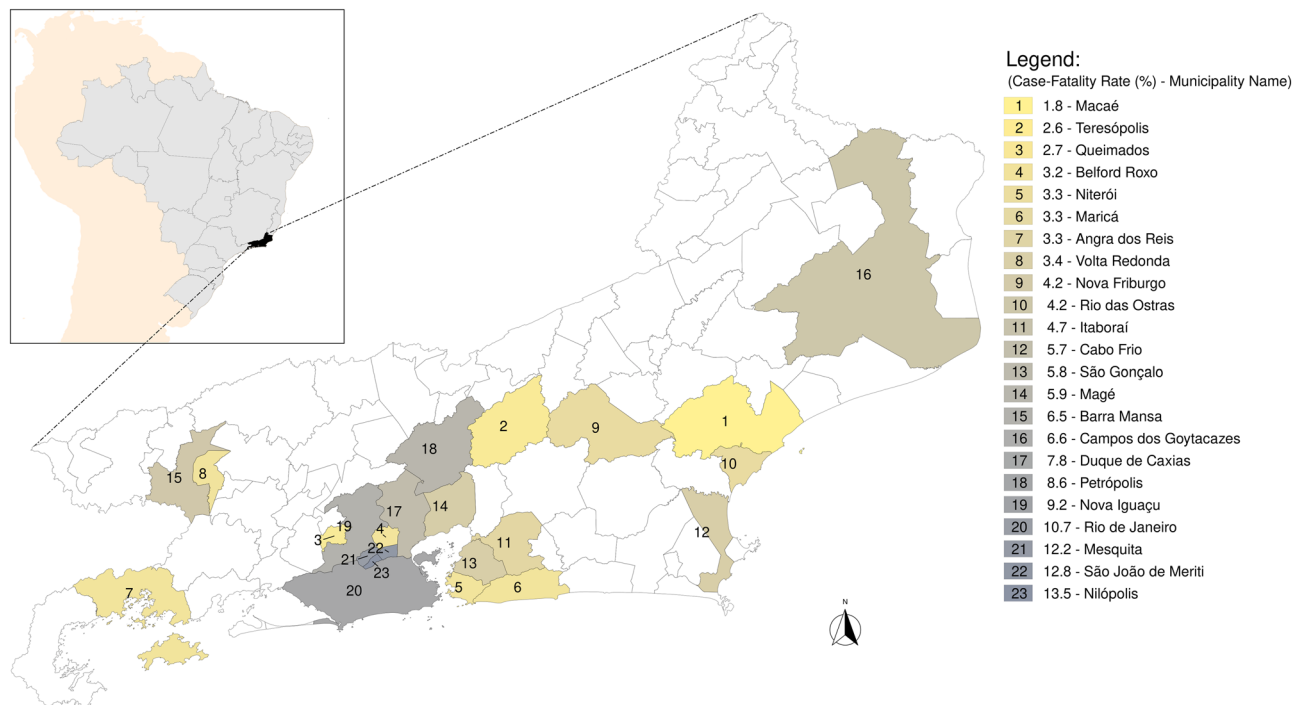 Legend:
(Case-Fatality Rate (%) - Municipality Name)
1 1.8 - Macaé
2 2.6 - Teresópolis
3 2.7 - Queimados
4 3.2 - Belford Roxo
5 3.3 - Niterói
6 3.3 - Maricá
7 3.3 - Angra dos Reis
8 3.4 - Volta Redonda
9 4.2 - Nova Friburgo
10 4.2 - Rio das Ostras
11 4.7 - Itaboraí
12 5.7 - Cabo Frio
13 5.8 - São Gonçalo
14 5.9 - Magé
15 6.5 - Barra Mansa
16 6.6 - Campos dos Goytacazes
17 7.8 - Duque de Caxias
18 8.6 - Petrópolis
19 9.2 - Nova Iguaçu
20 10.7 - Rio de Janeiro
21 12.2 - Mesquita
22 12.8 - São João de Meriti
23 13.5 - Nilópolis
16
1
2
9
18
10
15
8
14
17
19
4
3
12
11
22
21
13
23
20
5
6
7
N